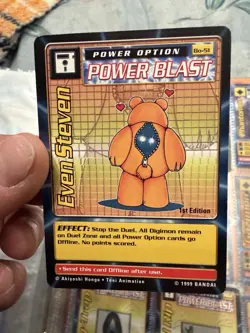 POWER OPTION
Bo-51
POWER BLAST
Even Steven
1st Edition
EFFECT: Stop the Duel. All Digimon
remain on Duel Zone and all Power Option cards go
Offline. No points scored.
• Send this card Offline after use.
© Akiyoshi Hongo • Toei Animation
© 1999 BANDAI